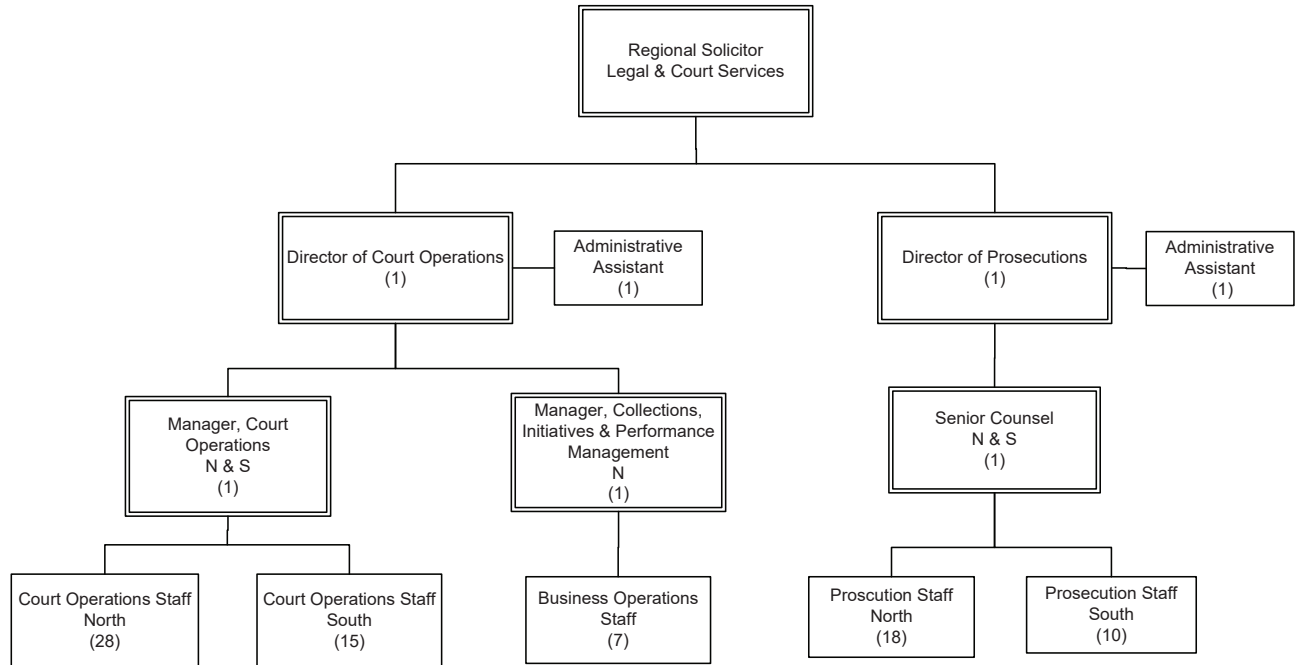 Regional Solicitor
Legal & Court Services
Director of Court Operations
(1)
Administrative
Assistant
(1)
Director of Prosecutions
(1)
Administrative
Assistant
(1)
Manager, Court
Operations
N & S
(1)
Manager, Collections,
Initiatives & Performance
Management
N
(1)
Senior Counsel
N & S
(1)
Court Operations Staff
North
(28)
Court Operations Staff
South
(15)
Business Operations
Staff
(7)
Proscution Staff
North
(18)
Prosecution Staff
South
(10)